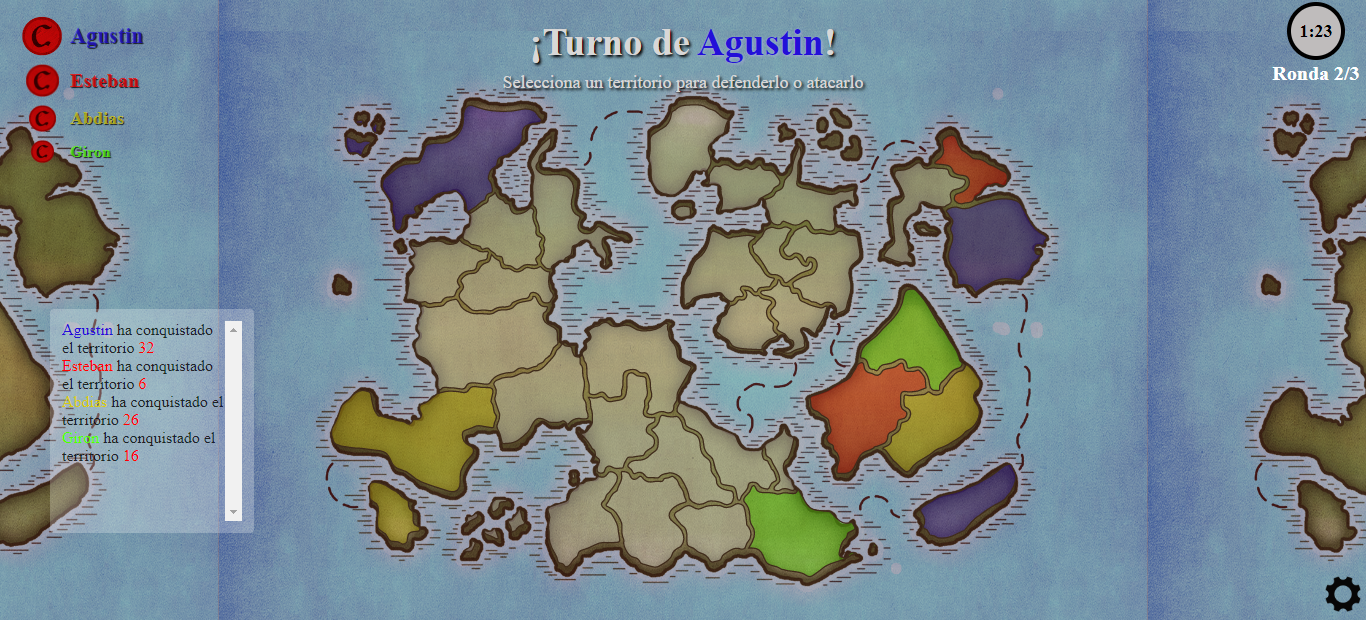 C Agustin
C Esteban
C Abdias
C Giron
¡Turno de Agustin!
Selecciona un territorio para defenderlo o atacarlo
1:23
Ronda 2/3
Agustin ha conquistado
el territorio 32
Esteban ha conquistado
el territorio 6
Abdias ha conquistado el
territorio 26
Giron ha conquistado el
territorio 16